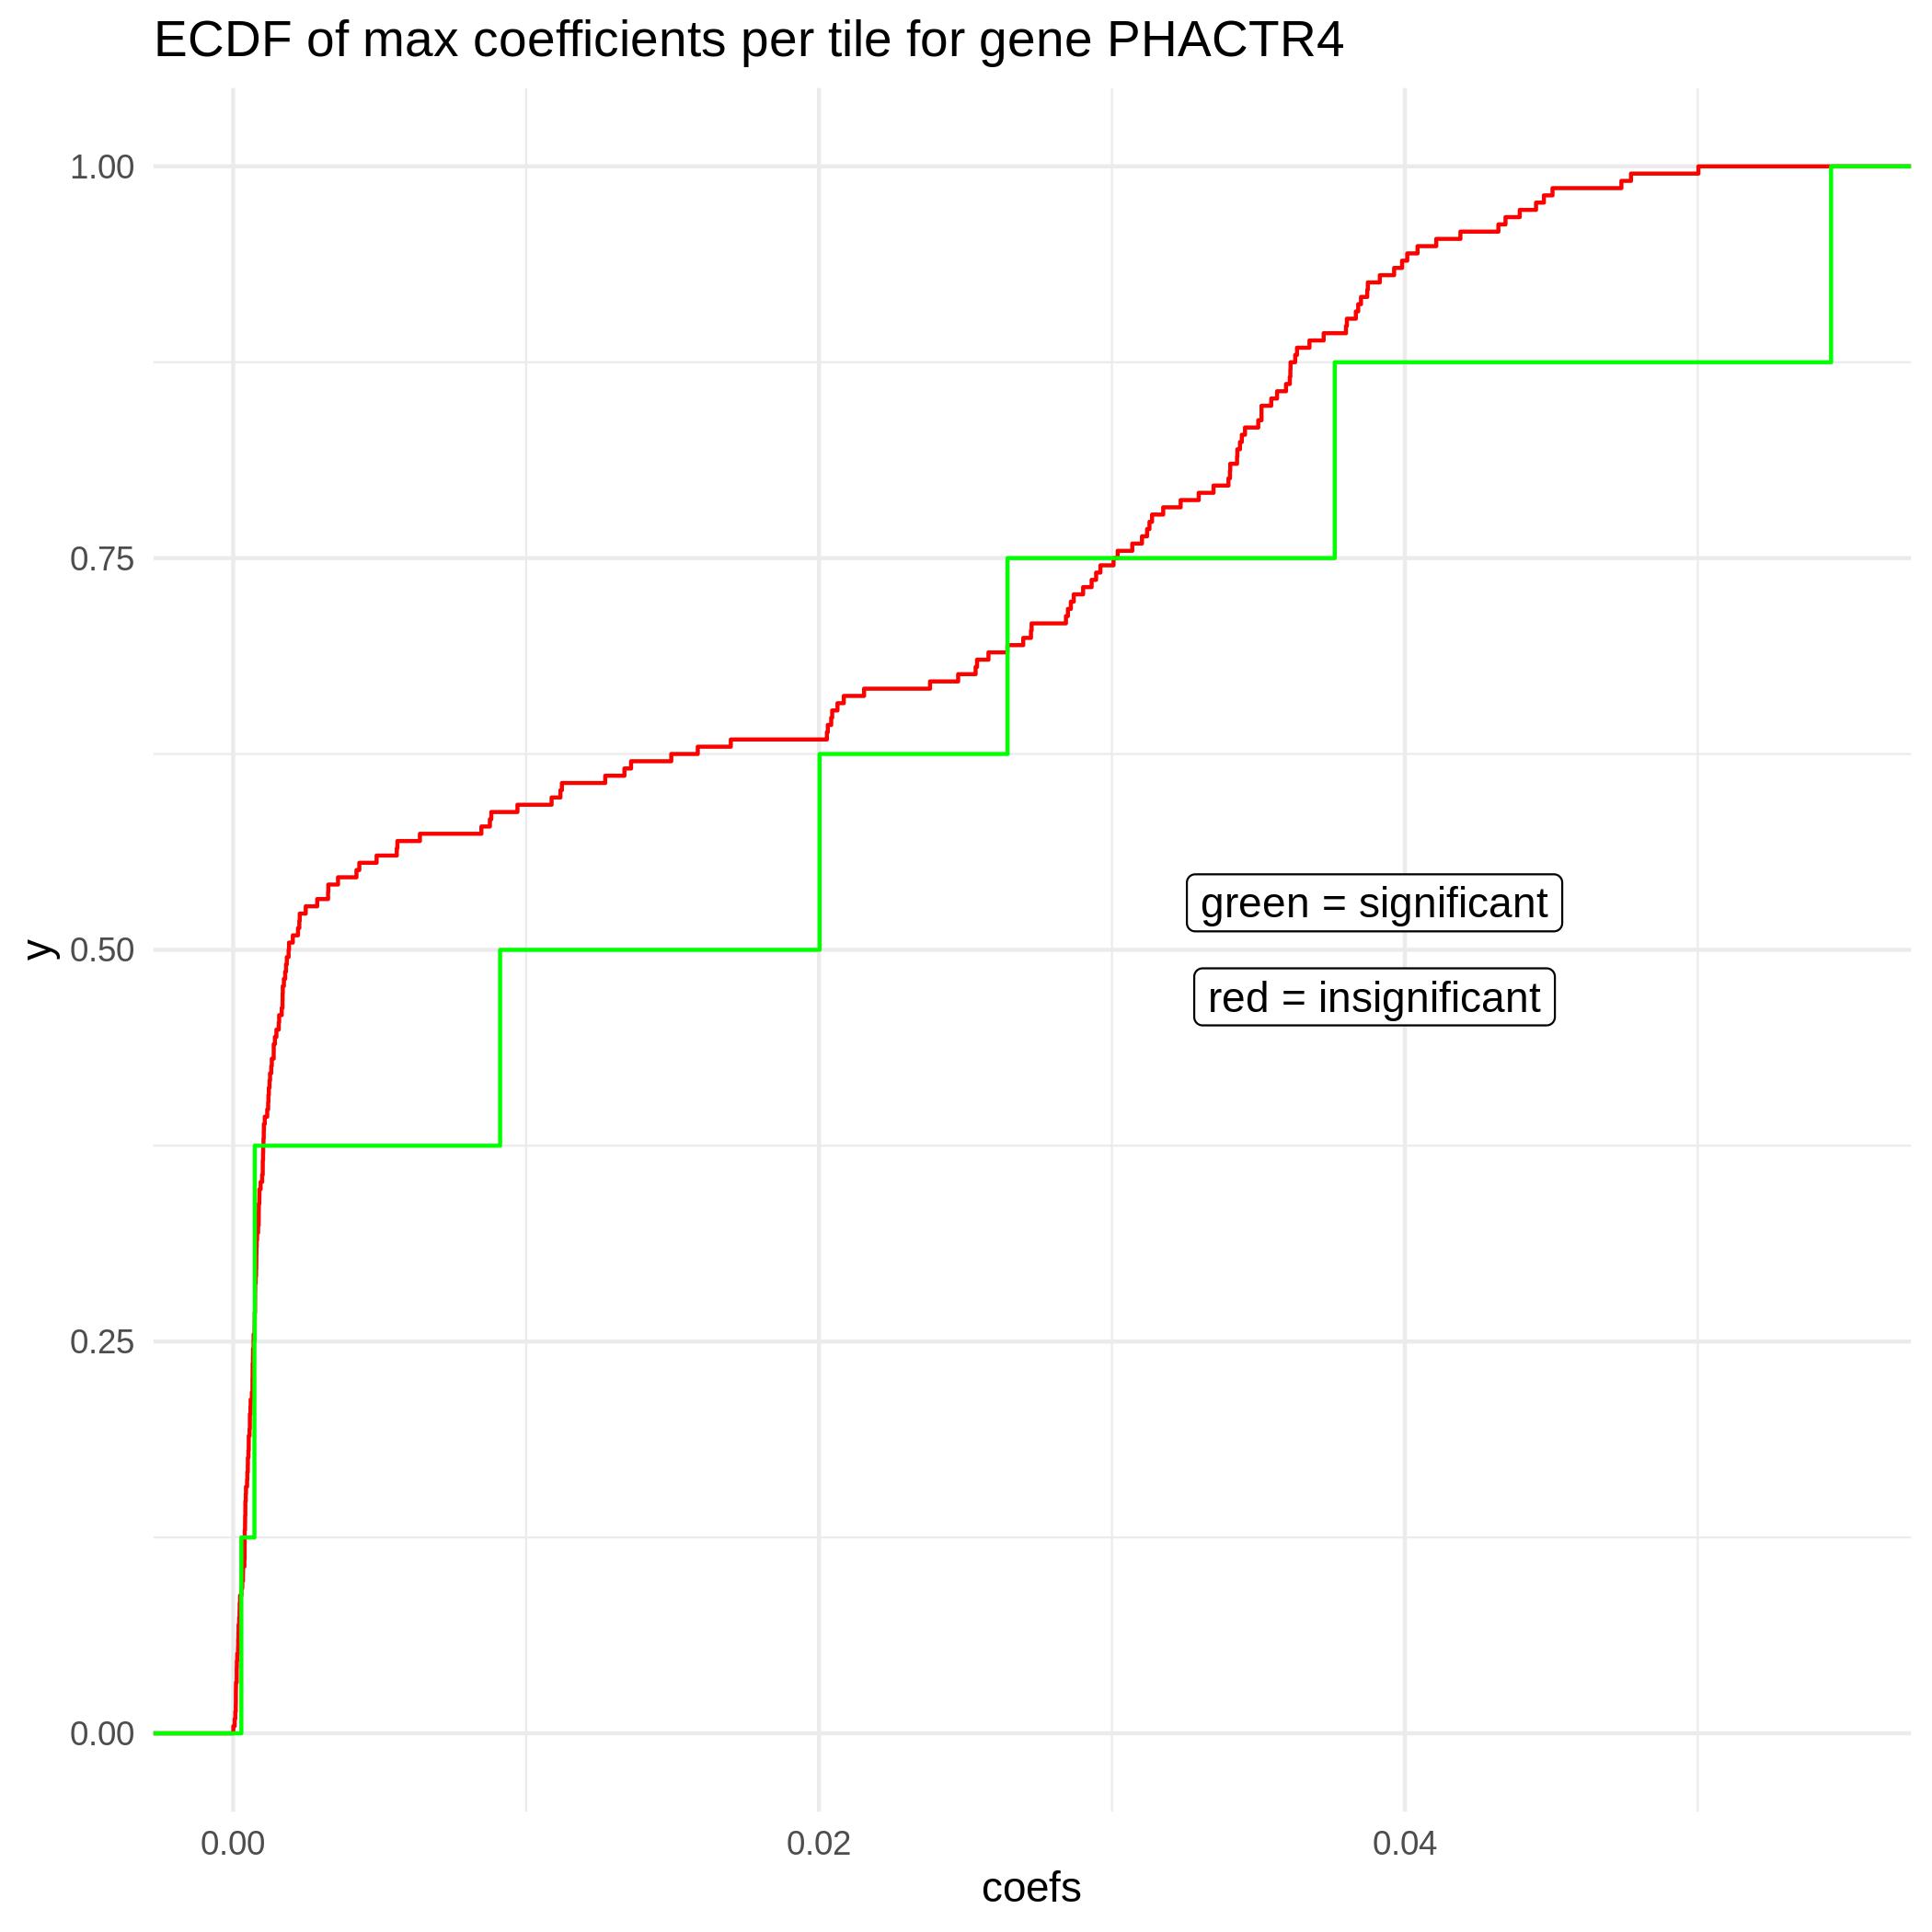 ECDF of max coefficients per tile for gene PHACTR4
1.00
0.75
0.50
0.25
0.00
y
green = significant
red = insignificant
0.00 0.02 0.04
coefs